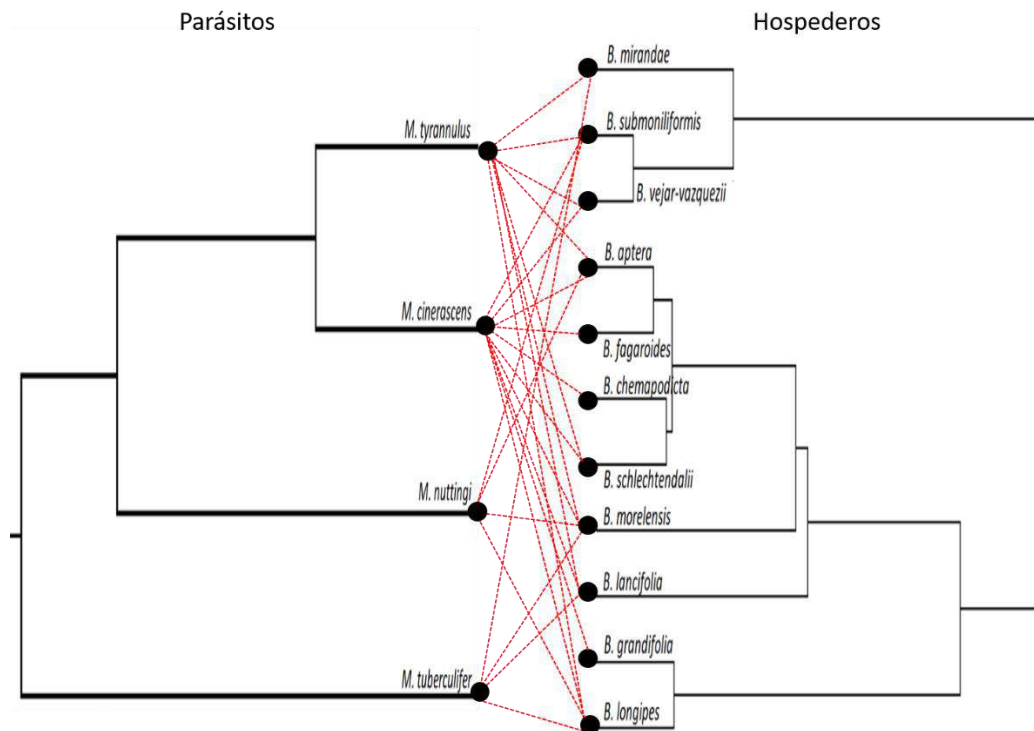 Parásitos
Hospederos
B. mirandae
B. submoniliformis
M. tyrannulus
B. vejar-vazquezii
B. aptera
M. cinerascens
B. fagaroides
B. chemapodicta
B. schlechtendalii
M. nuttingi
B. morelensis
B. lancifolia
B. grandifolia
M. tuberculifer
B. longipes